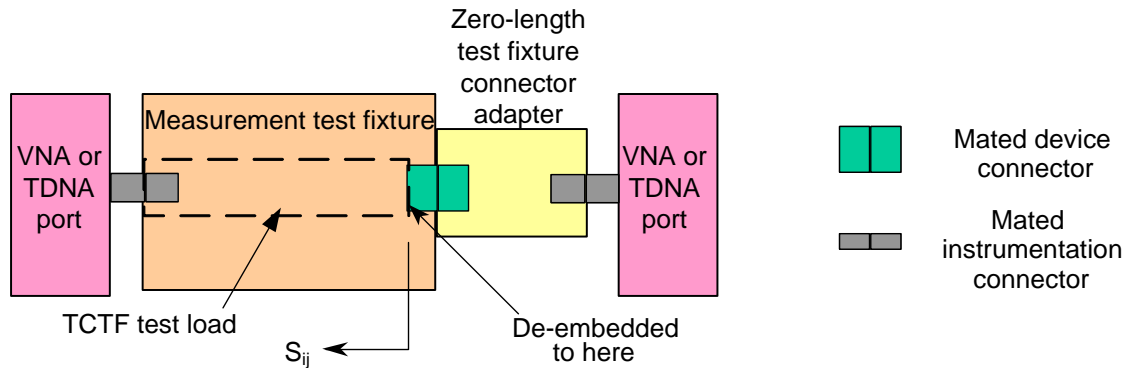 Zero-length
test fixture
connector
adapter
Measurement test fixture
VNA or
TDNA
port
VNA or
TDNA
port
Mated device
connector
Mated
instrumentation
connector
TCTF test load
De-embedded
to here
Sij